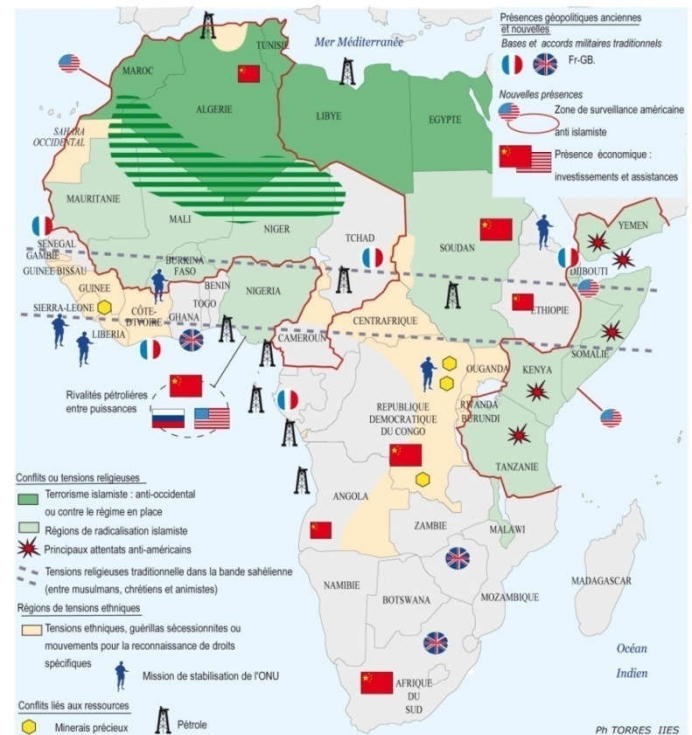 Présences géopolitiques anciennes
et nouvelles
Bases et accords militaires traditionnels
Fr-GB.
Nouvelles présences
Zone de surveillance américaine
anti islamiste
Présence économique :
investissements et assistances
Mer Méditerranée
TUNISIE
MAROC
ALGERIE
LIBYE
EGYPTE
SAHARA
OCCIDENTAL
MAURITANIE
MALI
NIGER
TCHAD
SOUDAN
YEMEN
SENEGAL
GAMBIE
GUINEE BISSAU
BURKINA
FASO
DJIBOUTI
GUINEE
BENIN
NIGERIA
TOGO
SIERRA-LEONE
CÔTE-
D'IVOIRE
GHANA
ETHIOPIE
LIBERIA
CENTRAFRIQUE
CAMEROUN
SOMALIE
OUGANDA
KENYA
Rivalités pétrolières
entre puissances
REPUBLIQUE
DEMOCRATIQUE
DU CONGO
RWANDA
BURUNDI
TANZANIE
ANGOLA
ZAMBIE
MALAWI
NAMIBIE
BOTSWANA
MOZAMBIQUE
MADAGASCAR
AFRIQUE
DU
SUD
Océan
Indien
Conflits ou tensions religieuses
Terrorisme islamiste : anti-occidental
ou contre le régime en place
Régions de radicalisation islamiste
Principaux attentats anti-américains
Tensions religieuses traditionnelle dans la bande sahélienne
(entre musulmans, chrétiens et animistes)
Régions de tensions ethniques
Tensions ethniques, guérillas sécessionnites ou
mouvements pour la reconnaissance de droits
spécifiques
Mission de stabilisation de l'ONU
Conflits liés aux ressources
Minerais précieux
Pétrole
Ph TORRES IIES